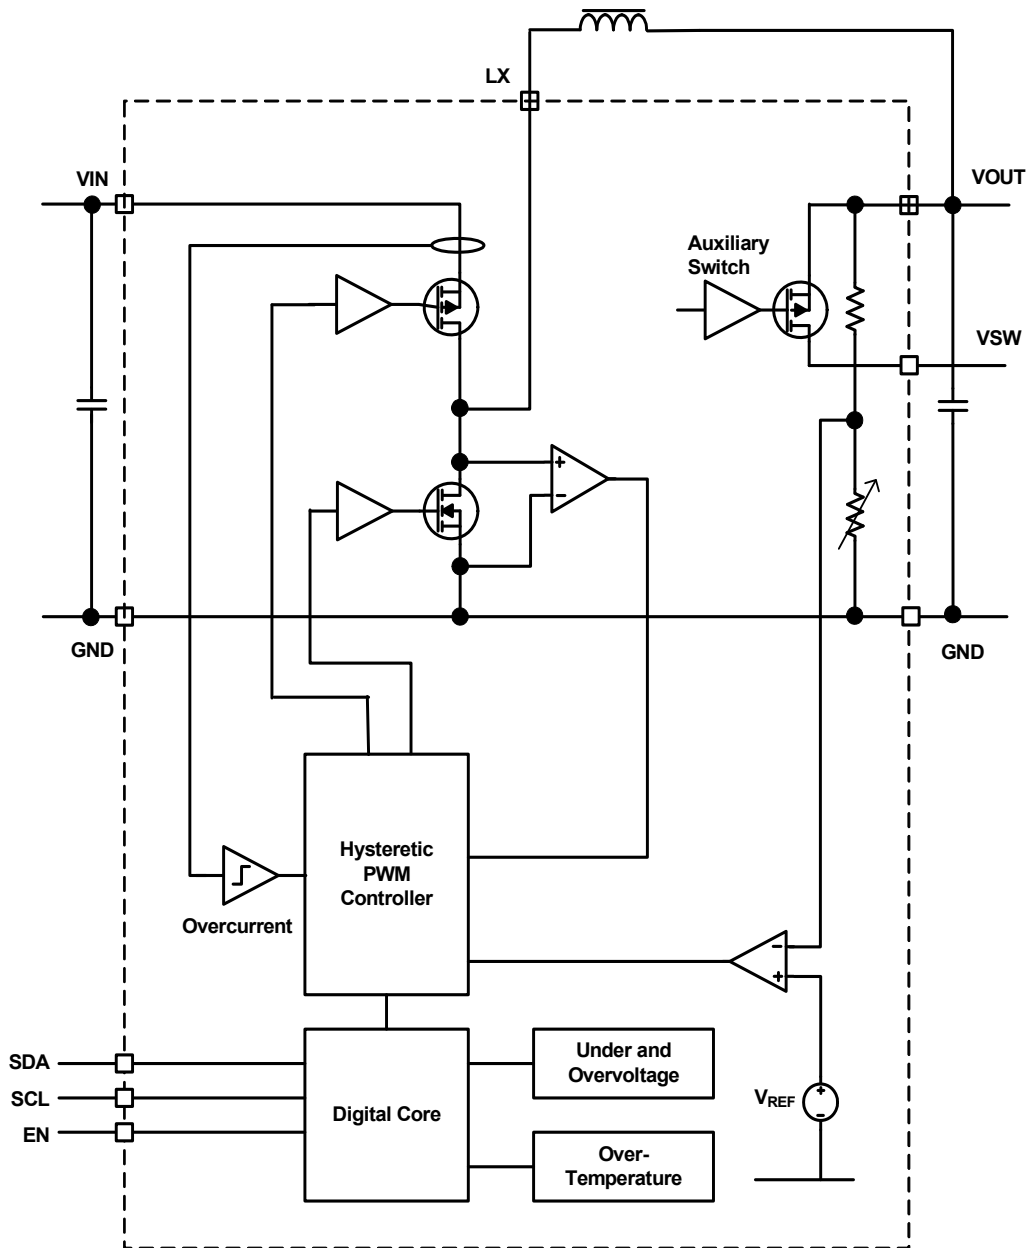 LX
VIN
VOUT
Auxiliary
Switch
VSW
+
-
GND
GND
Hysteretic
PWM
Controller
Overcurrent
-
+
SDA
SCL
EN
Digital Core
Under and
Overvoltage
Over-
Temperature
VREF
+
-